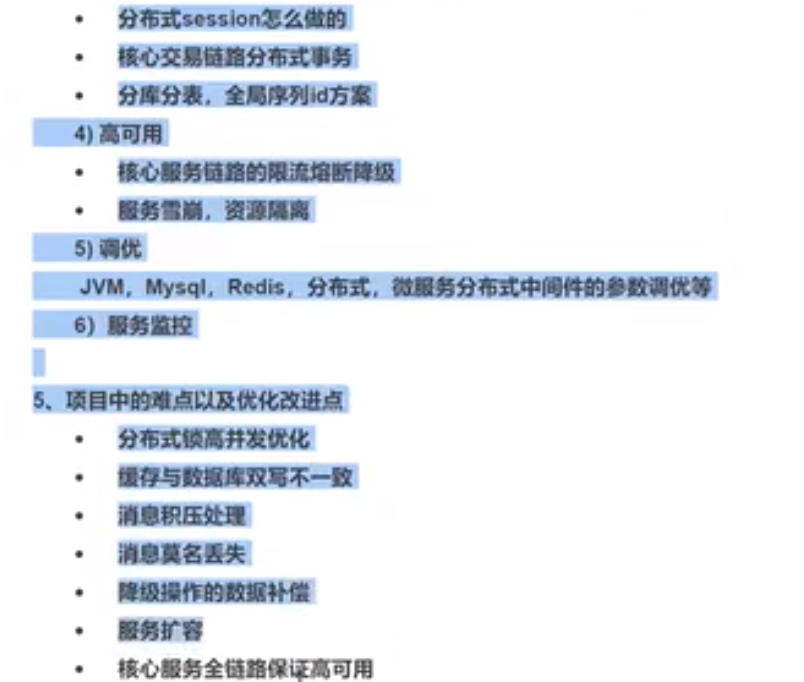 • 分布式session怎么做的
• 核心交易链路分布式事务
• 分库分表，全局序列id方案
4) 高可用
• 核心服务链路的限流熔断降级
• 服务雪崩，资源隔离
5) 调优
JVM，Mysql，Redis，分布式，微服务分布式中间件的参数调优等
6) 服务监控
5、项目中的难点以及优化改进点
• 分布式锁高并发优化
• 缓存与数据库双写不一致
• 消息积压处理
• 消息莫名丢失
• 降级操作的数据补偿
• 服务扩容
• 核心服务全链路保证高可用